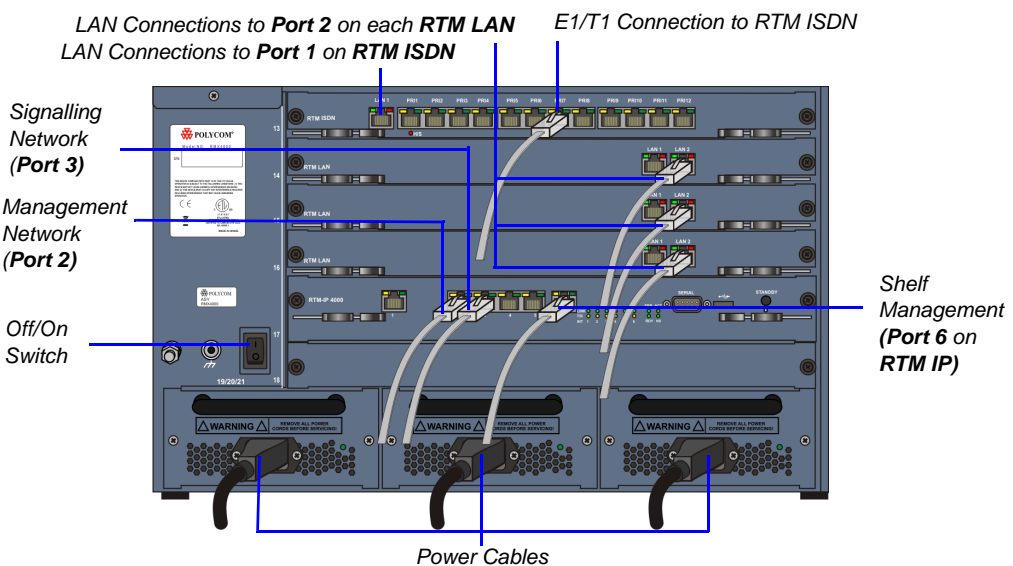 LAN Connections to Port 2 on each RTM LAN
E1/T1 Connection to RTM ISDN
LAN Connections to Port 1 on RTM ISDN
Signalling
Network
(Port 3)
Management
Network
(Port 2)
Off/On
Switch
Shelf
Management
(Port 6 on
RTM IP)
Power Cables
POLYCOM
RTM ISDN
LAN 1 PRI1 PRI2 PRI3 PRI4 PRI5 PRI6 PRI7 PRI8 PRI9 PRI10 PRI11 PRI12
13
RTM LAN
LAN 1 LAN 2
14
RTM LAN
LAN 1 LAN 2
RTM LAN
LAN 1 LAN 2
16
RTM-IP 4000
SERIAL
STANDBY
17
POLYCOM
RMX4000
18
19/20/21
WARNING
REMOVE ALL POWER
CORDS BEFORE SERVICING!
WARNING
REMOVE ALL POWER
CORDS BEFORE SERVICING!
WARNING
REMOVE ALL POWER
CORDS BEFORE SERVICING!